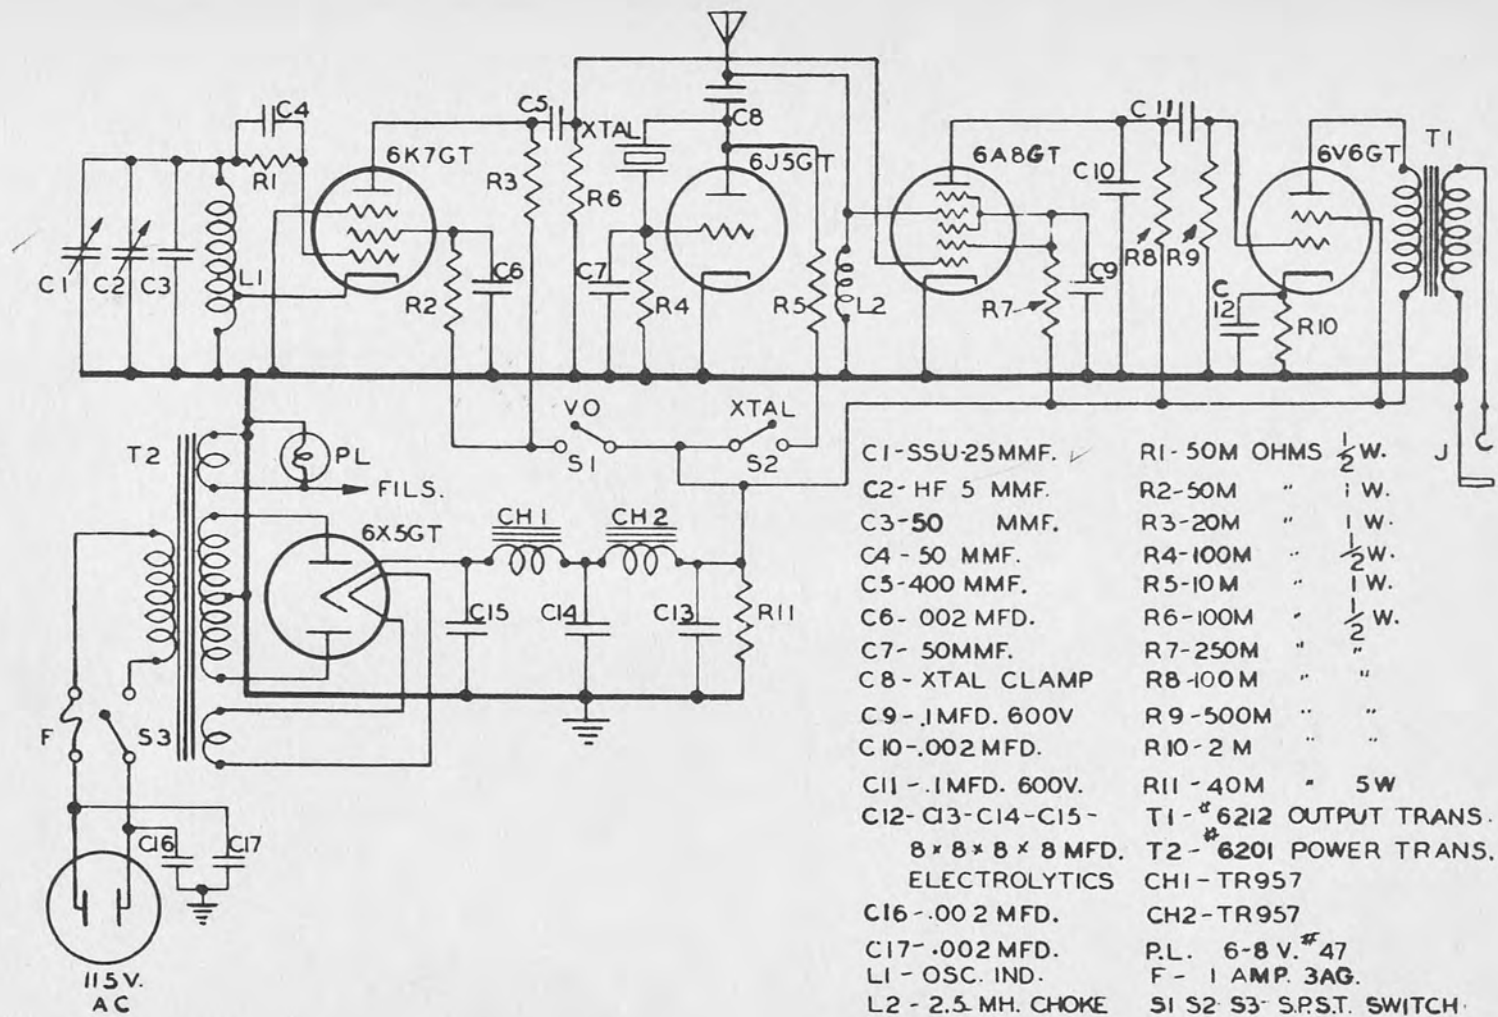 C4
C5
XTAL
C8
C11
T1
6K7GT
6J5GT
6A8GT
6V6GT
R1
R3
R6
C10
C1
C2
C3
L1
R2
C6
C7
R4
R5
L2
R7
C9
R8
R9
C
12
R10
VO
XTAL
S1
S2
J
T2
PL
FILS.
6X5GT
CH1
CH2
C15
C14
C13
R11
F
S3
C16
C17
115V.
AC
C1-SSU-25MMF.
C2-HF 5 MMF.
C3-50 MMF.
C4 - 50 MMF.
C5-400 MMF.
C6-002 MFD.
C7- 50MMF.
C8-XTAL CLAMP
C9-.1MFD. 600V
C10-.002 MFD.
C11-.1MFD. 600V.
C12-C13-C14-C15-
8 x 8 x 8 x 8 MFD.
ELECTROLYTICS
C16-.002 MFD.
C17-.002 MFD.
L1 - OSC. IND.
L2 - 2.5 MH. CHOKE
R1-50M OHMS 1/2 W.
R2-50M " 1 W.
R3-20M " 1 W.
R4-100M " 1/2 W.
R5-10M " 1 W.
R6-100M " 1/2 W.
R7-250M " "
R8-100M " "
R9-500M " "
R10-2 M " "
R11-40M " 5W
T1-#6212 OUTPUT TRANS.
T2-#6201 POWER TRANS.
CH1-TR957
CH2-TR957
P.L. 6-8 V. #47
F- 1 AMP. 3AG.
S1 S2 S3- S.P.S.T. SWITCH.